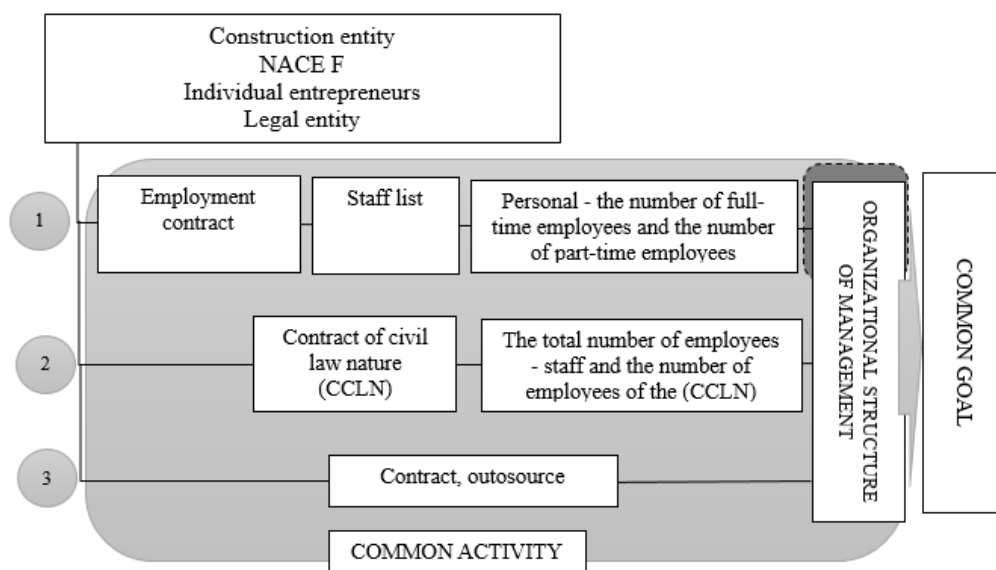 Construction entity
NACE F
Individual entrepreneurs
Legal entity
1
Employment
contract
Staff list
Personal - the number of full-
time employees and the number
of part-time employees
2
Contract of civil
law nature
(CCLN)
The total number of employees
- staff and the number of
employees of the (CCLN)
3
Contract, outosource
COMMON ACTIVITY
ORGANIZATIONAL STRUCTURE
OF MANAGEMENT
COMMON GOAL